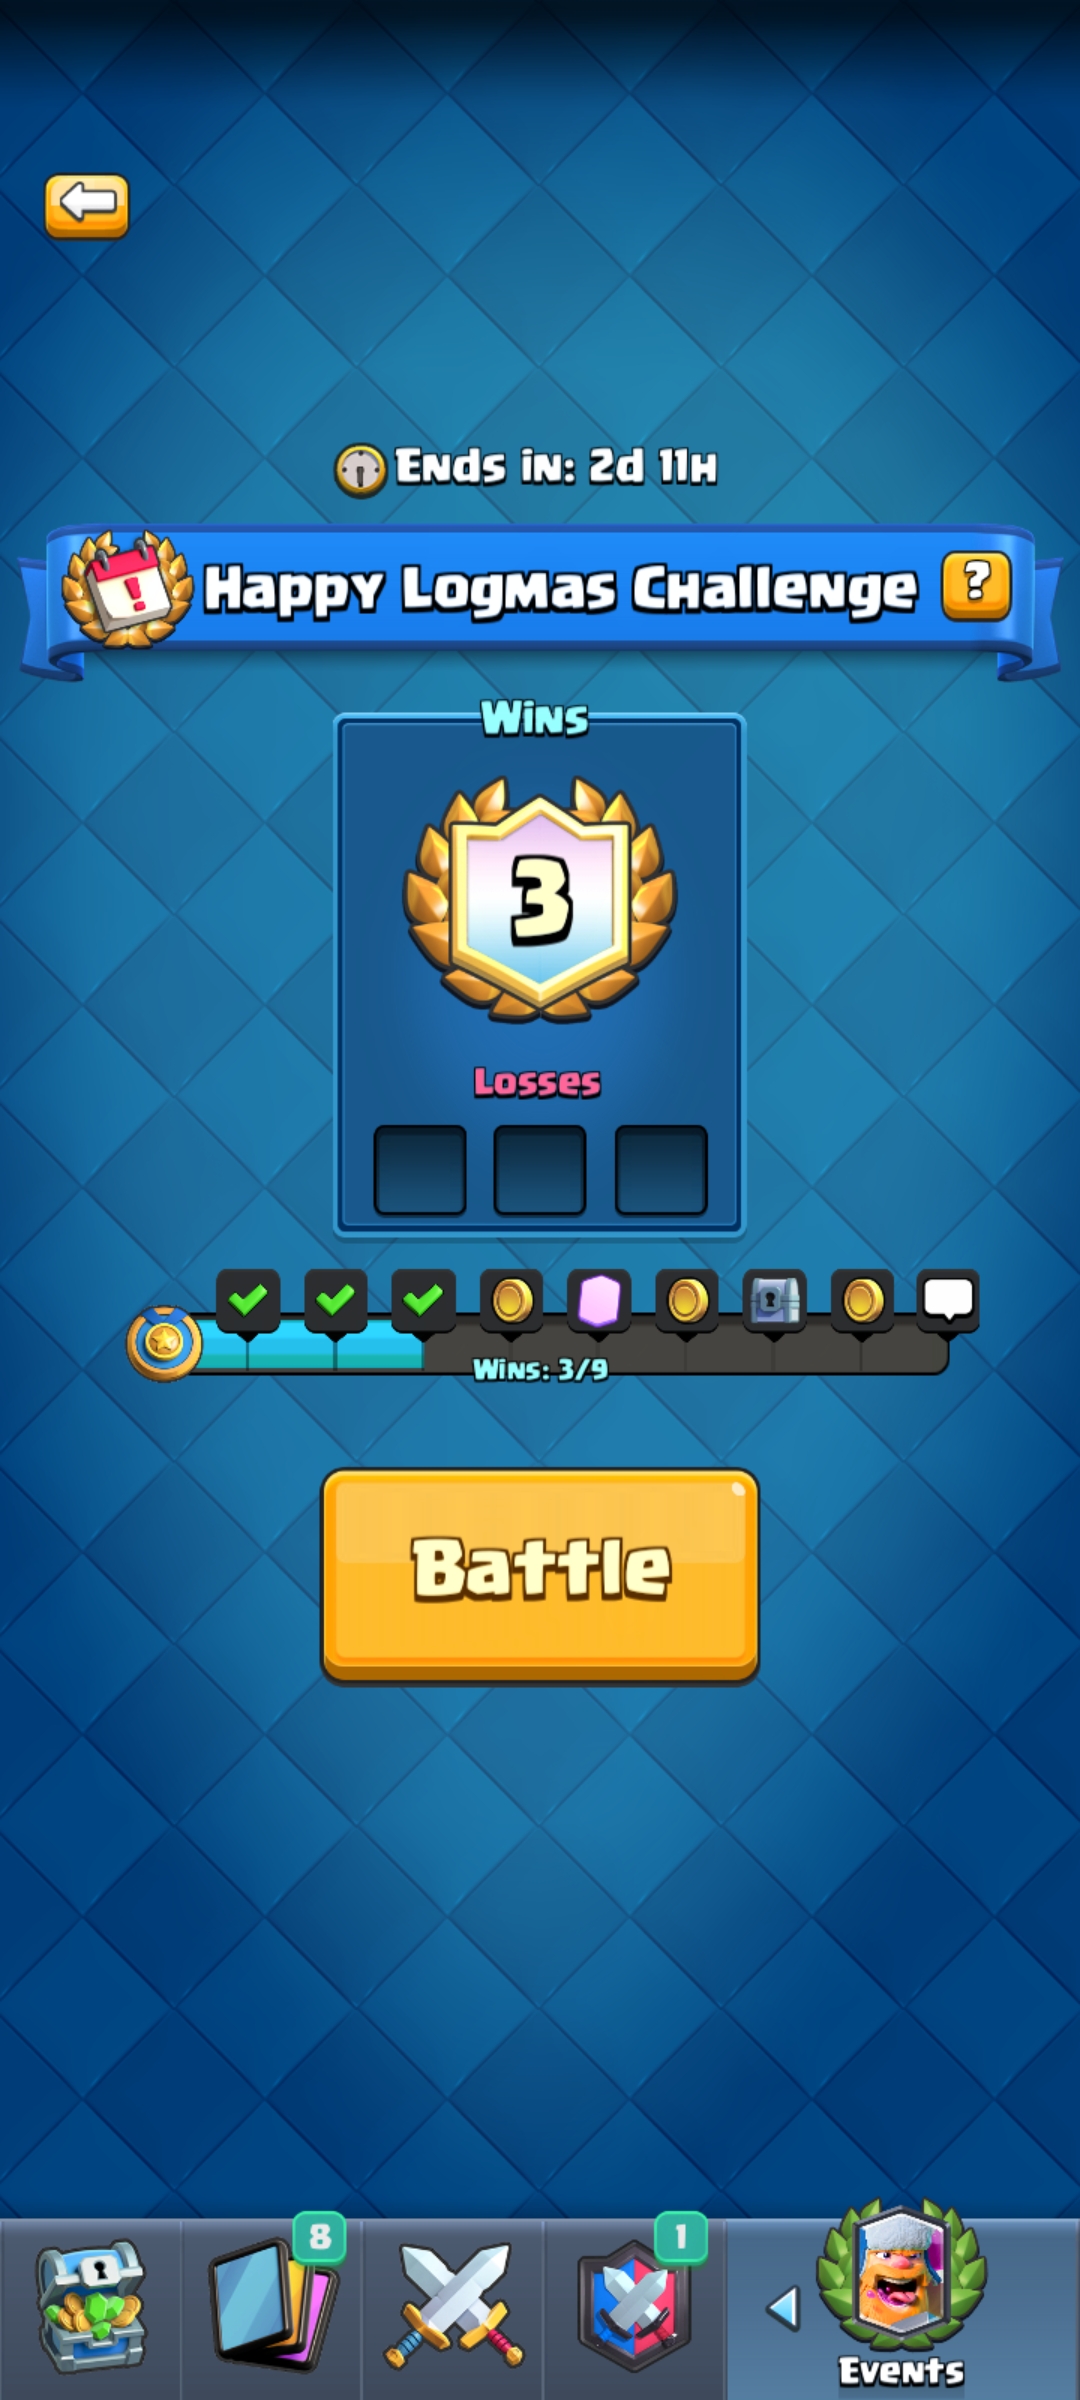 Ends in: 2d 11h
Happy Logmas Challenge
?
Wins
3
Losses
Wins: 3/9
Battle
8
1
Events